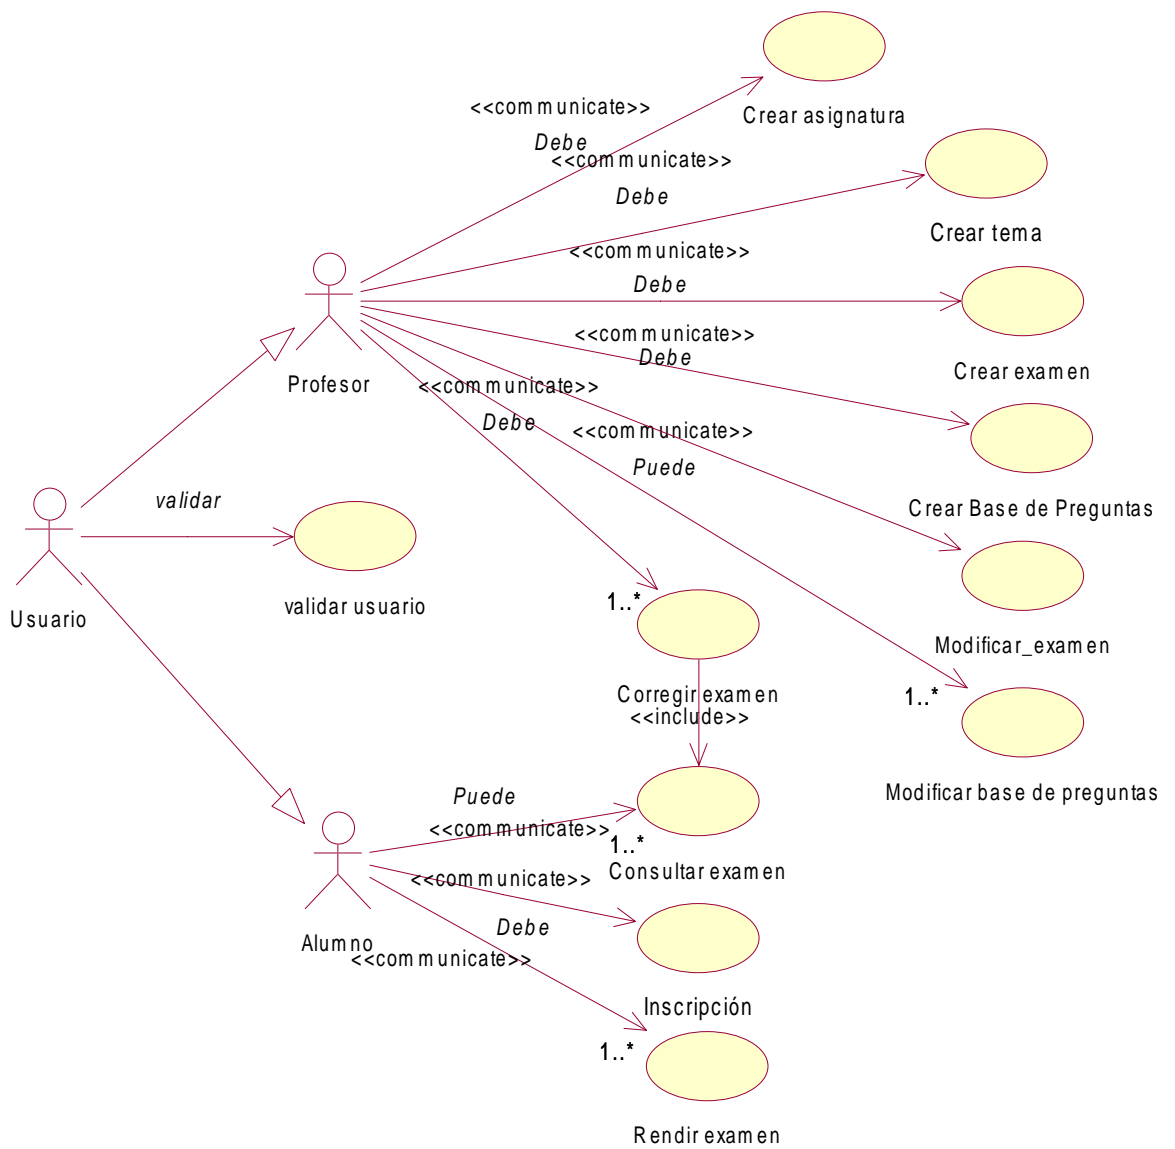 <<communicate>>
Crear asignatura
Debe
<<communicate>>
Debe
Crear tema
<<communicate>>
Debe
<<communicate>>
Debe
Crear examen
Profesor
<<communicate>>
Debe
<<communicate>>
Puede
validar
Crear Base de Preguntas
Usuario
validar usuario
1..*
Modificar_examen
Corregir examen
<<include>>
1..*
Modificar base de preguntas
Puede
<<communicate>>
1..*
Consultar examen
<<communicate>>
Debe
Alumno
<<communicate>>
Inscripción
1..*
Rendir examen